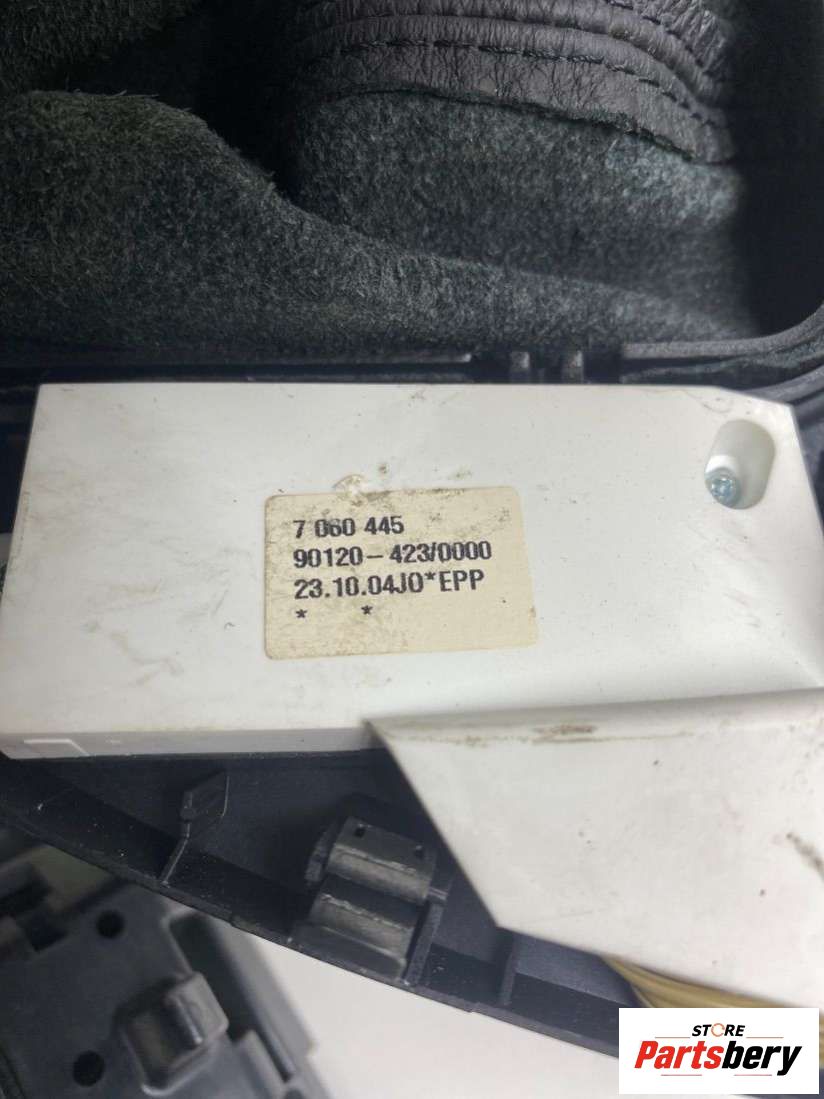 7 060 445
90120-423/0000
23.10.04JO*EPP
* *
STORE
Partsbery